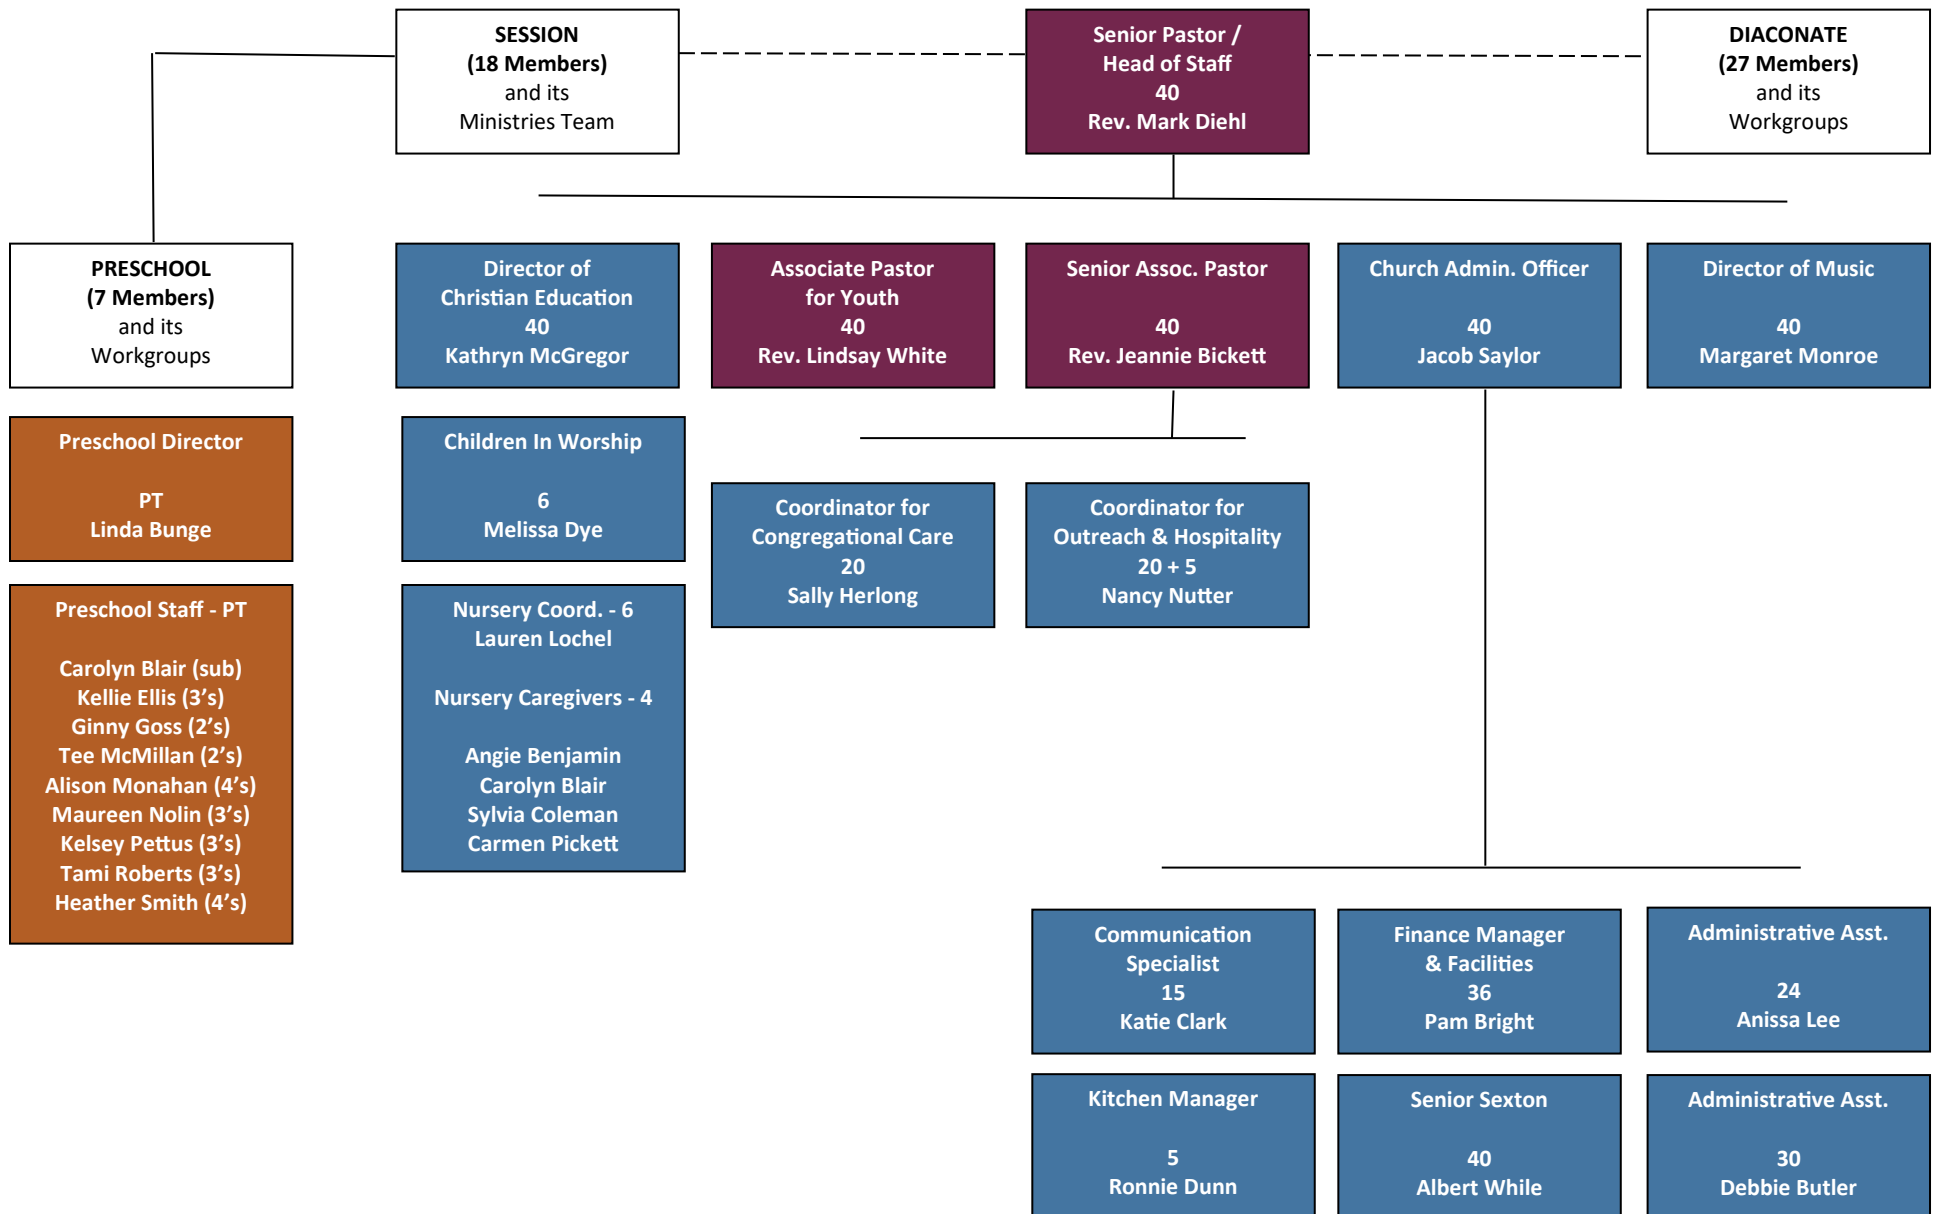 SESSION
(18 Members)
and its
Ministries Team
Senior Pastor /
Head of Staff
40
Rev. Mark Diehl
DIACONATE
(27 Members)
and its
Workgroups
PRESCHOOL
(7 Members)
and its
Workgroups
Director of
Christian Education
40
Kathryn McGregor
Associate Pastor
for Youth
40
Rev. Lindsay White
Senior Assoc. Pastor
40
Rev. Jeannie Bickett
Church Admin. Officer
40
Jacob Saylor
Director of Music
40
Margaret Monroe
Preschool Director
PT
Linda Bunge
Children In Worship
6
Melissa Dye
Coordinator for
Congregational Care
20
Sally Herlong
Coordinator for
Outreach & Hospitality
20 + 5
Nancy Nutter
Preschool Staff - PT
Carolyn Blair (sub)
Kellie Ellis (3’s)
Ginny Goss (2’s)
Tee McMillan (2’s)
Alison Monahan (4’s)
Maureen Nolin (3’s)
Kelsey Pettus (3’s)
Tami Roberts (3’s)
Heather Smith (4’s)
Nursery Coord. - 6
Lauren Lochel
Nursery Caregivers - 4
Angie Benjamin
Carolyn Blair
Sylvia Coleman
Carmen Pickett
Communication
Specialist
15
Katie Clark
Finance Manager
& Facilities
36
Pam Bright
Administrative Asst.
24
Anissa Lee
Kitchen Manager
5
Ronnie Dunn
Senior Sexton
40
Albert While
Administrative Asst.
30
Debbie Butler